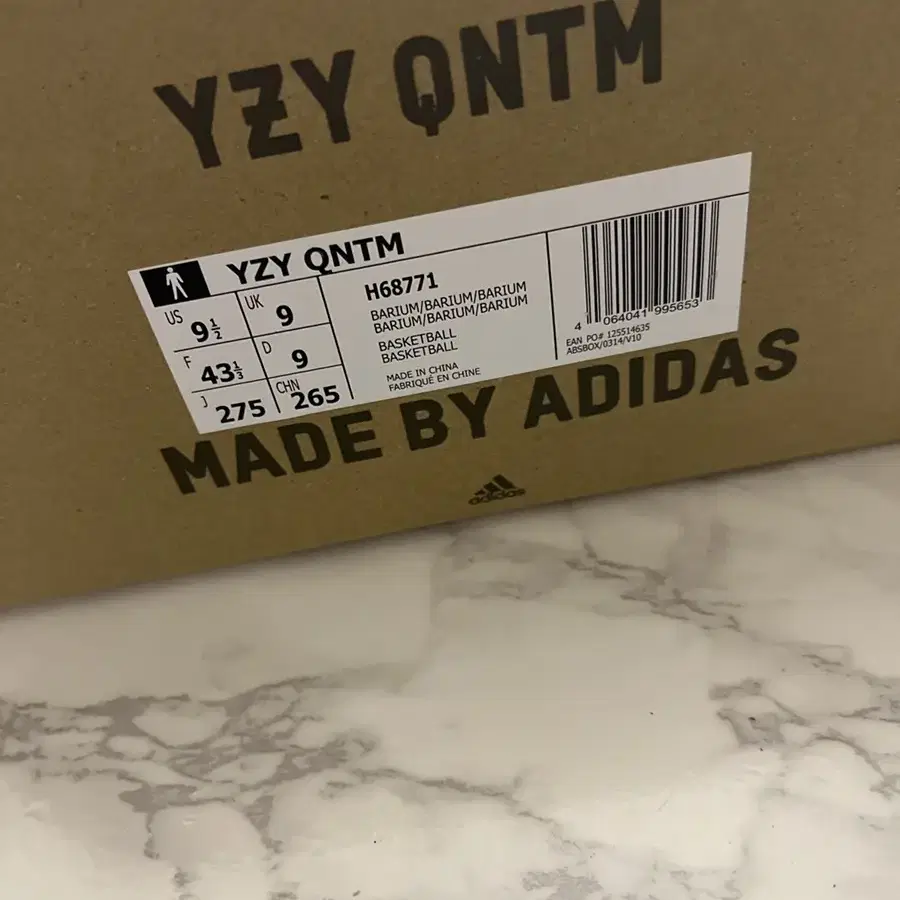 YZY QNTM
YZY QNTM
US 9½ UK 9
F 43⅓ D 9
J 275 CHN 265
H68771
BARIUM/BARIUM/BARIUM
BARIUM/BARIUM/BARIUM
BASKETBALL
BASKETBALL
MADE IN CHINA
FABRIQUÉ EN CHINE
4 064041 995653
EAN PO# 125514635
ABSBOX/0314/V10
MADE BY ADIDAS
adidas